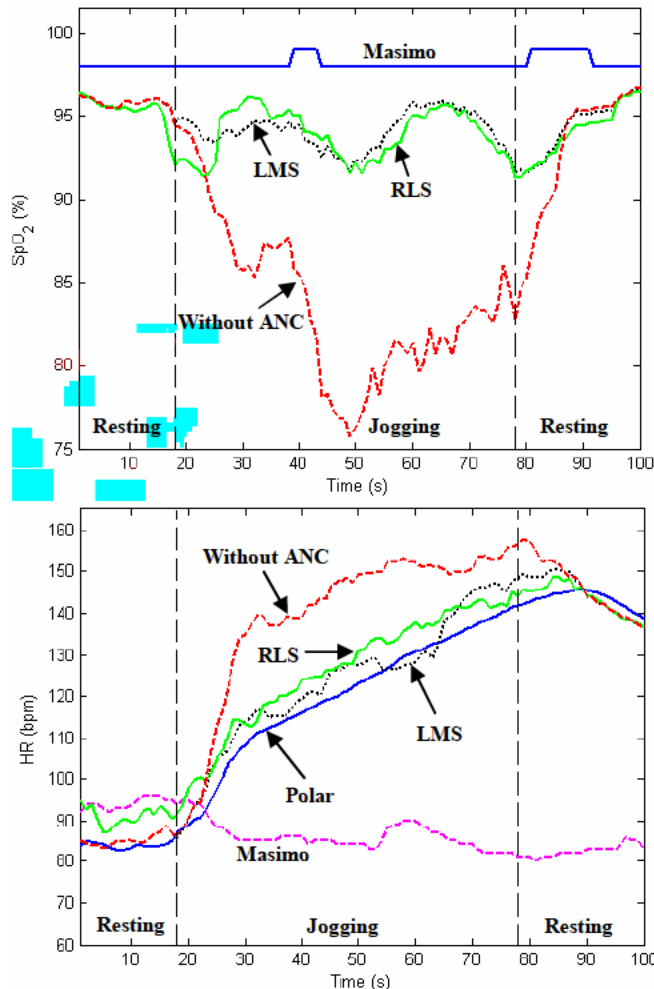 100
Masimo
95
LMS
RLS
90
SpD₂ (%)
85
Without ANC
80
Resting
Jogging
Resting
75
10 20 30 40 50 60 70 80 90 100
Time (s)
160
Without ANC
150
140
130
RLS
120
LMS
HR (bpm)
110
100
Polar
90
Masimo
80
70
Resting
Jogging
Resting
60
0 10 20 30 40 50 60 70 80 90 100
Time (s)